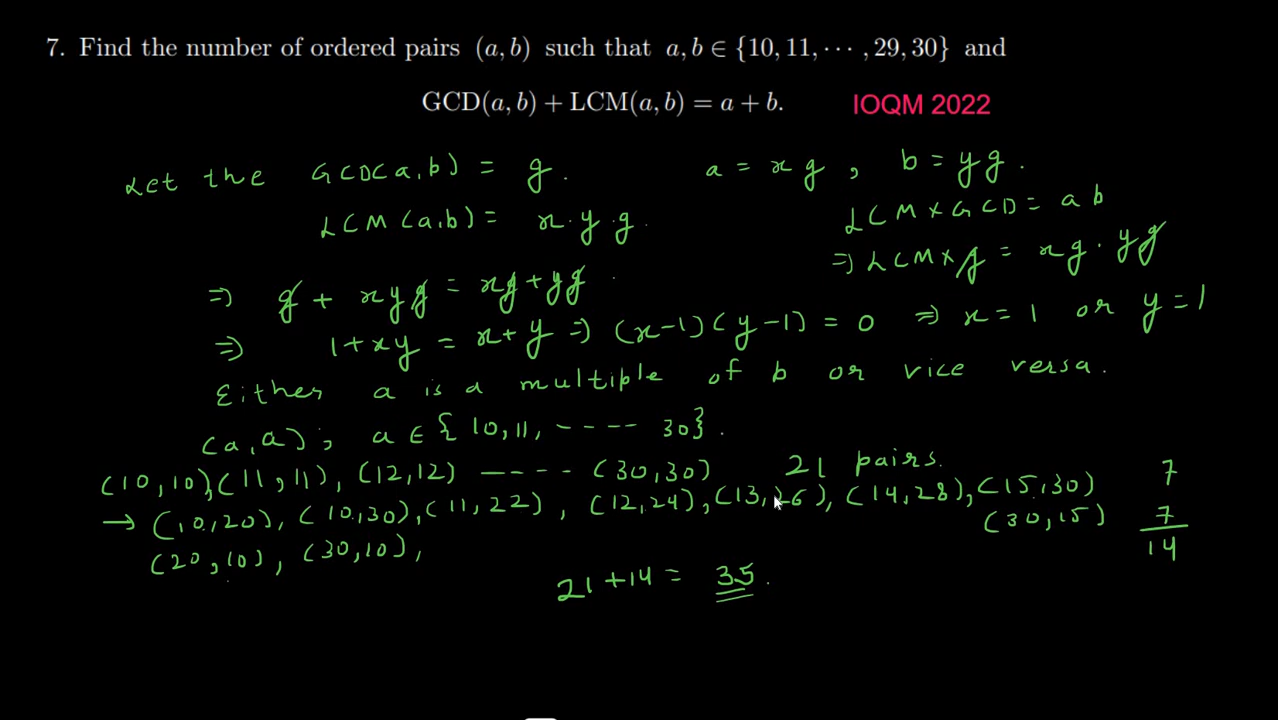 7. Find the number of ordered pairs (a, b) such that a, b ∈ {10, 11, ⋯ , 29, 30} and
GCD(a, b) + LCM(a, b) = a + b. IOQM 2022
Let the GCD(a,b) = g. a = xg, b = yg.
LCM(a,b) = x.y.g. LCM×GCD = ab
⇒ LCM×g = xg.yg
⇒ g + xyg = xg+yg
⇒ 1+xy = x+y ⇒ (x-1)(y-1) = 0 ⇒ x = 1 or y = 1
Either a is a multiple of b or vice versa.
(a,a); a ∈ {10,11, ---- 30}.
(10,10),(11,11), (12,12) ---- (30,30) 21 pairs. 7
→ (10,20), (10,30),(11,22), (12,24),(13,26), (14,28),(15,30) 7
(20,10), (30,10), (30,15) 14
21+14 = 35.